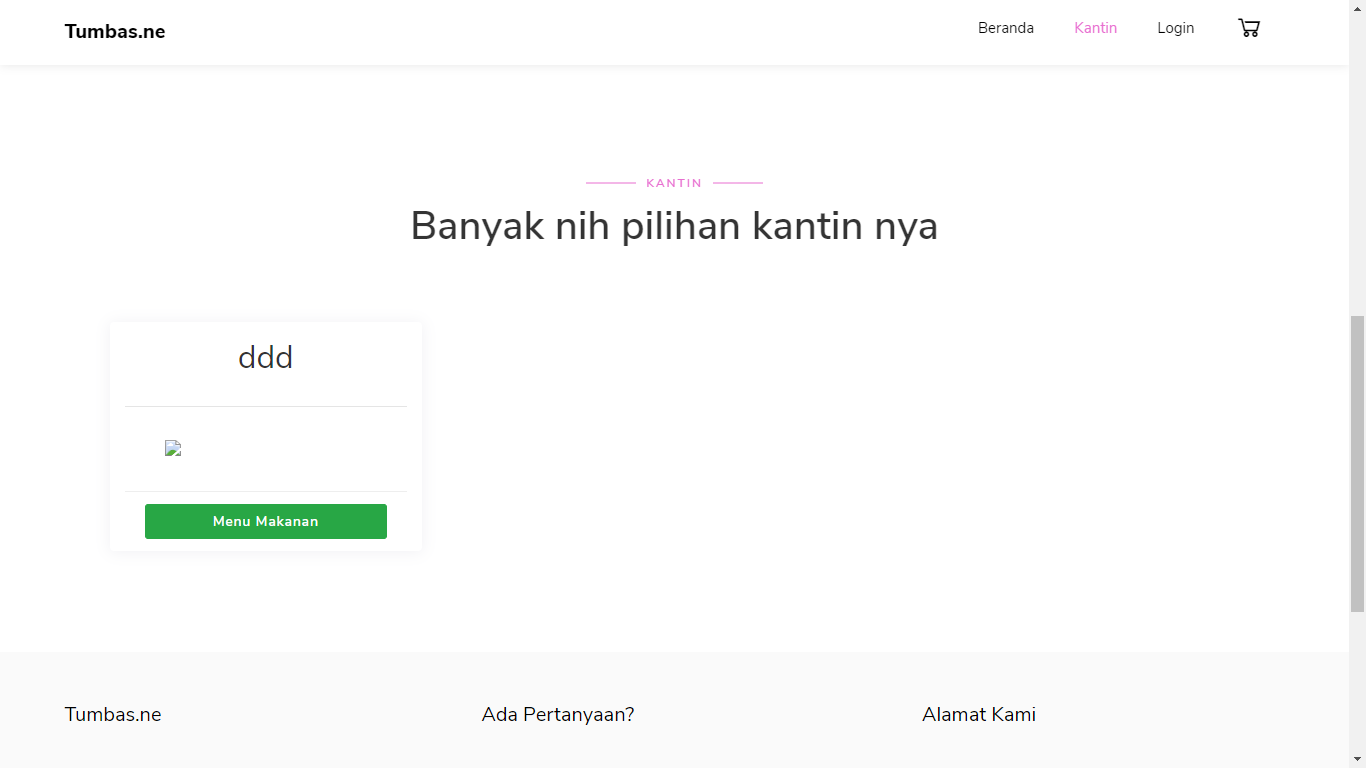 Tumbas.ne
Beranda Kantin Login
KANTIN
Banyak nih pilihan kantin nya
ddd
Menu Makanan
Tumbas.ne
Ada Pertanyaan?
Alamat Kami